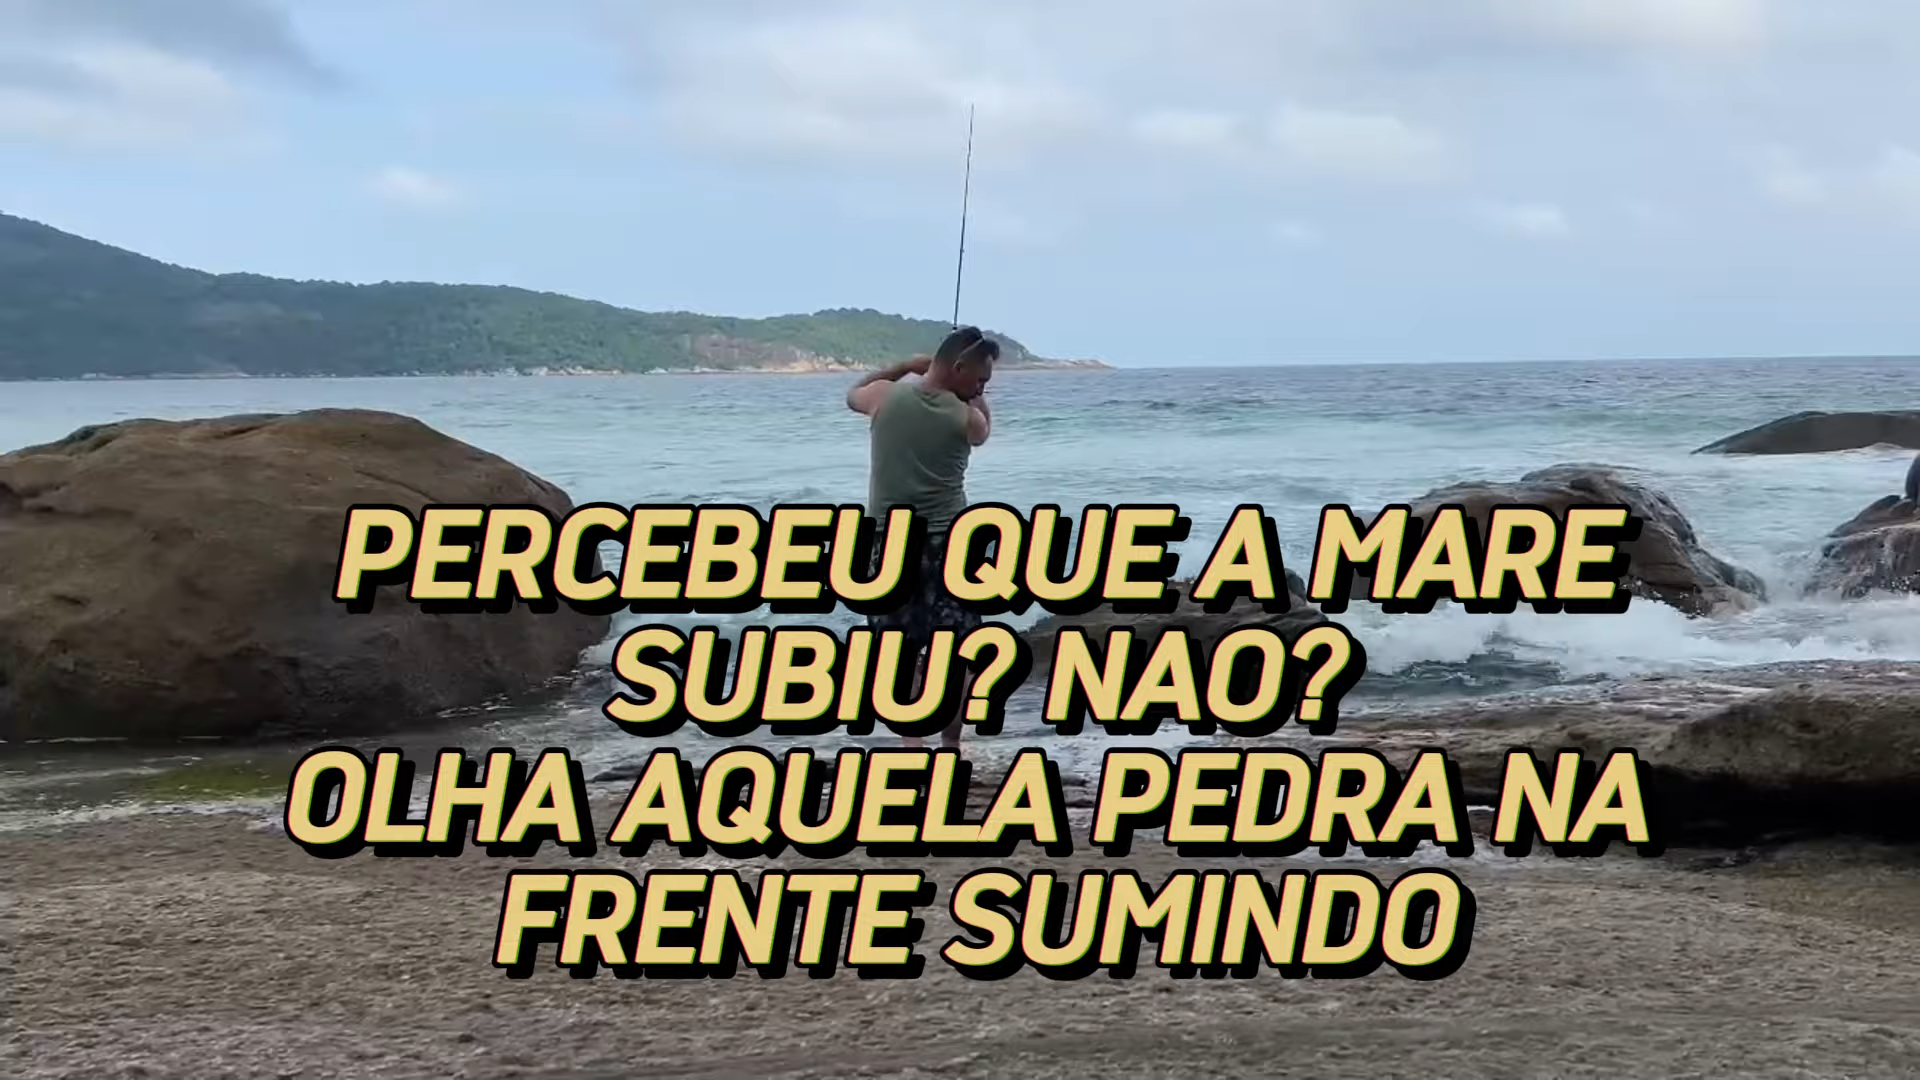 PERCEBEU QUE A MARE
SUBIU? NAO?
OLHA AQUELA PEDRA NA
FRENTE SUMINDO